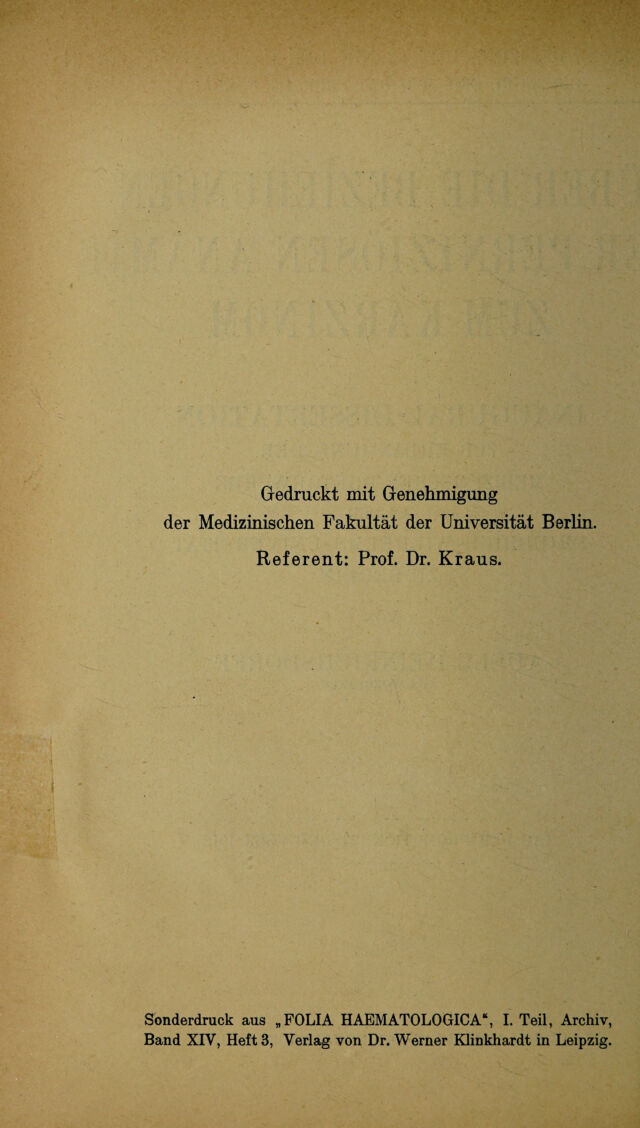 Gedruckt mit Genehmigung
der Medizinischen Fakultät der Universität Berlin.
Referent: Prof. Dr. Kraus.
Sonderdruck aus „FOLIA HAEMATOLOGICA“, I. Teil, Archiv,
Band XIV, Heft 3, Verlag von Dr. Werner Klinkhardt in Leipzig.